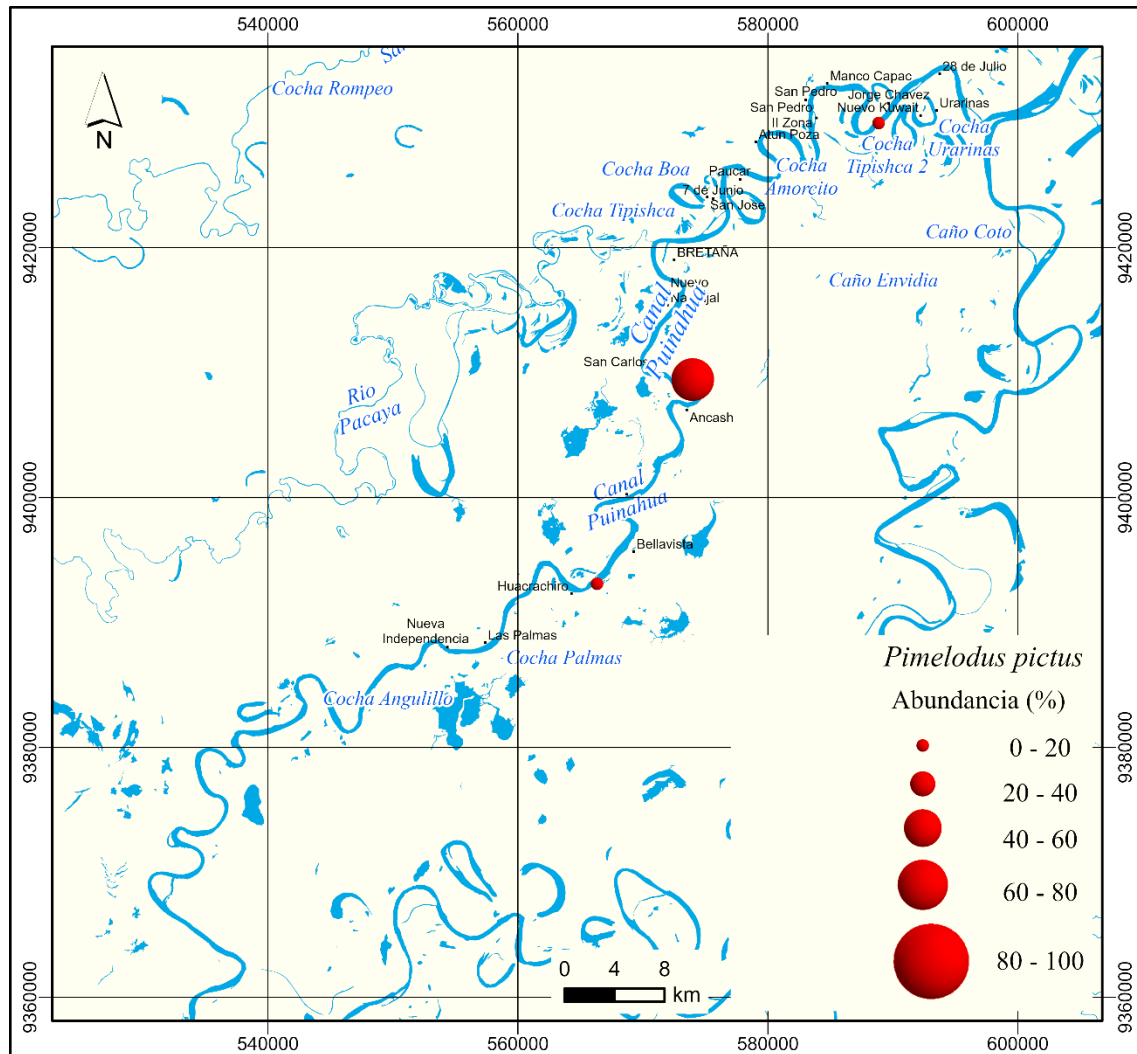 540000
560000
580000
600000
N
Cocha Rompeo
Manco Capac
28 de Julio
San Pedro
Jorge Chavez
San Pedro
Nuevo Kuwait
Urarinas
II Zona
Atun Poza
Cocha
Tipishca 2
Cocha
Urarinas
Cocha
Amorcito
Cocha Boa
Paucar
7 de Junio
San Jose
Cocha Tipishca
BRETAÑA
Caño Coto
Caño Envidia
Nuevo
Canal
Puinahua
San Carlo
Rio
Pacaya
Ancash
Canal
Puinahua
Bellavista
Huacrachiro
Nueva
Independencia
Las Palmas
Cocha Palmas
Cocha Angulillo
9420000
9400000
9380000
9360000
9420000
9400000
9380000
9360000
Pimelodus pictus
Abundancia (%)
0 - 20
20 - 40
40 - 60
60 - 80
80 - 100
0 4 8
km
540000
560000
580000
600000